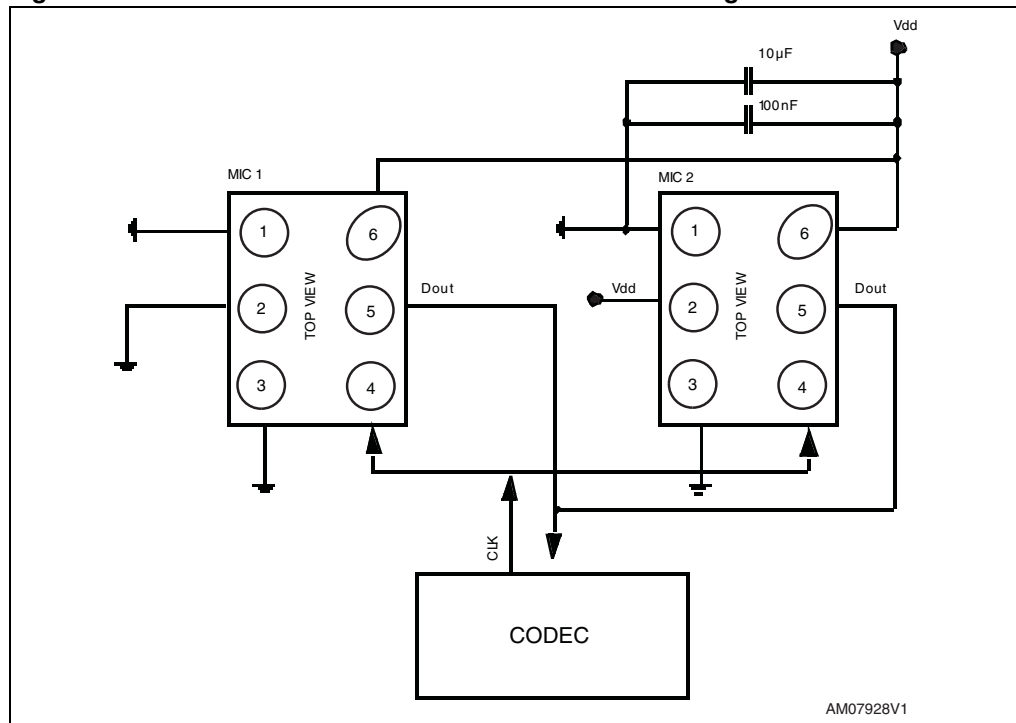 Vdd
10µF
100nF
MIC 1
MIC 2
1
6
1
6
Dout
Vdd
Dout
2
TOP VIEW
5
2
TOP VIEW
5
3
4
3
4
CLK
CODEC
AM07928V1